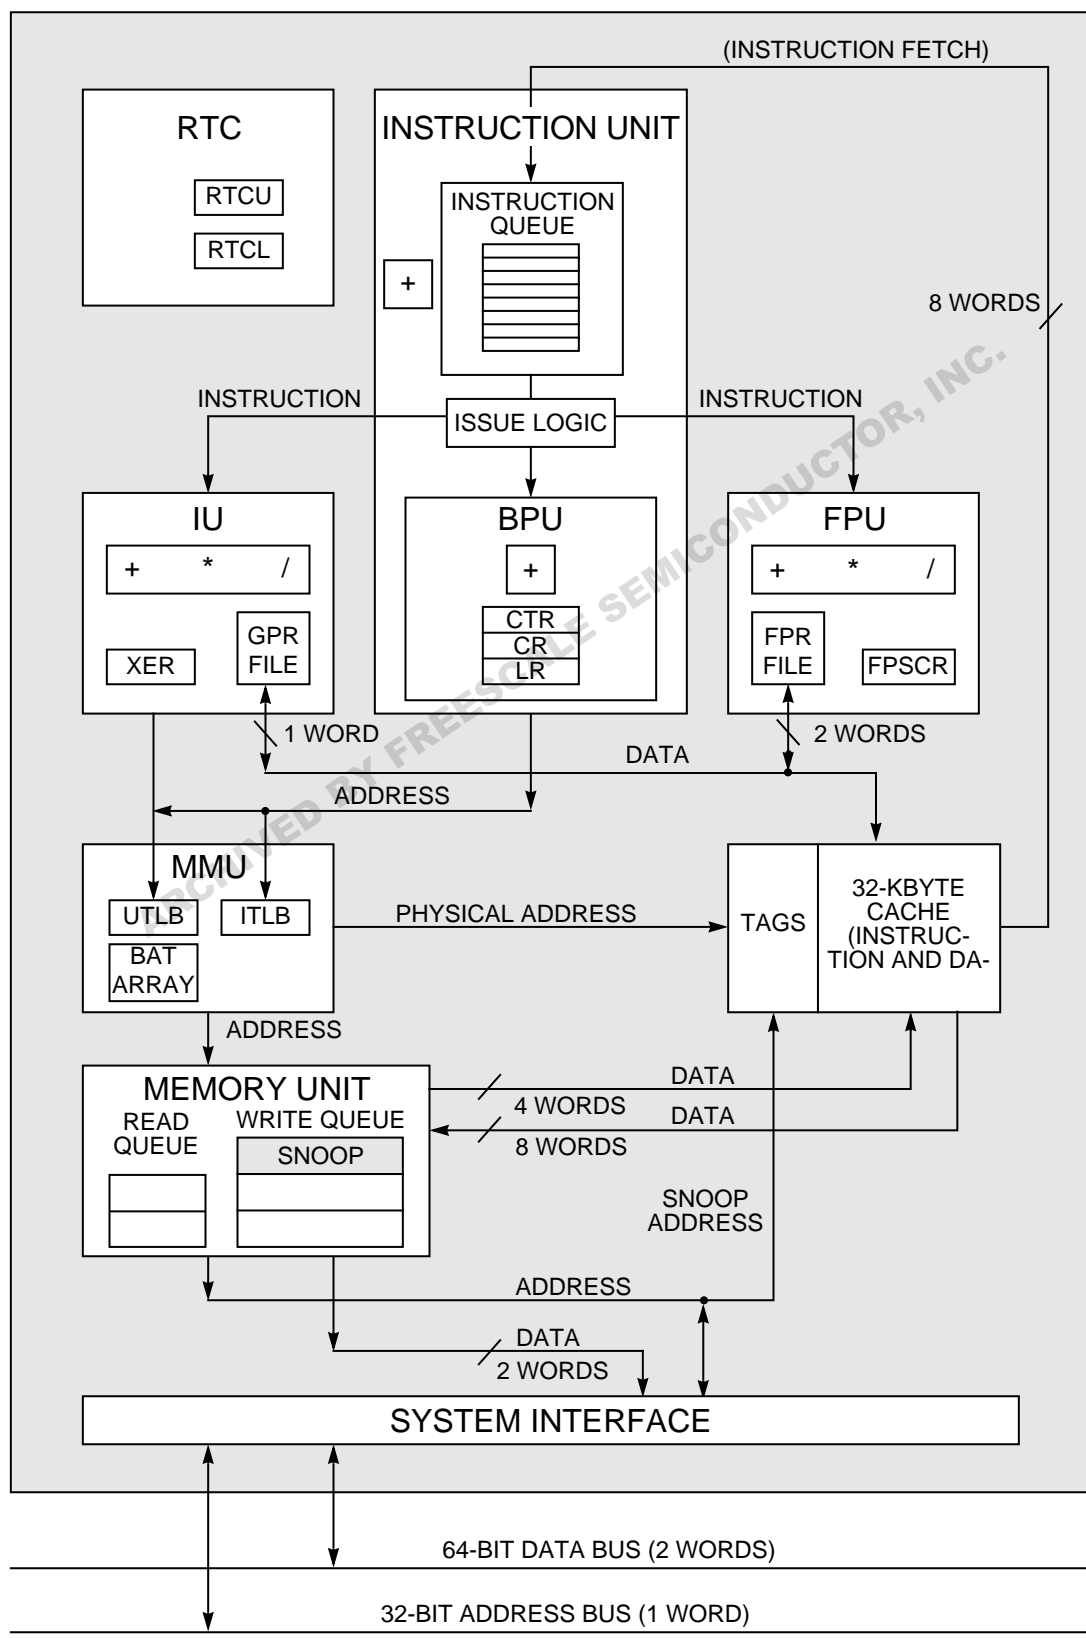 (INSTRUCTION FETCH)
RTC
RTCU
RTCL
INSTRUCTION UNIT
INSTRUCTION
QUEUE
+
8 WORDS
INSTRUCTION
ISSUE LOGIC
INSTRUCTION
IU
+ * /
XER
GPR
FILE
BPU
+
CTR
CR
LR
FPU
+ * /
FPR
FILE
FPSCR
1 WORD
2 WORDS
DATA
ADDRESS
MMU
UTLB
ITLB
BAT
ARRAY
PHYSICAL ADDRESS
TAGS
32-KBYTE
CACHE
(INSTRUC-
TION AND DA-
ADDRESS
MEMORY UNIT
READ
QUEUE
WRITE QUEUE
SNOOP
DATA
4 WORDS
DATA
8 WORDS
SNOOP
ADDRESS
ADDRESS
DATA
2 WORDS
SYSTEM INTERFACE
64-BIT DATA BUS (2 WORDS)
32-BIT ADDRESS BUS (1 WORD)
ARCHIVED BY FREESCALE SEMICONDUCTOR, INC.